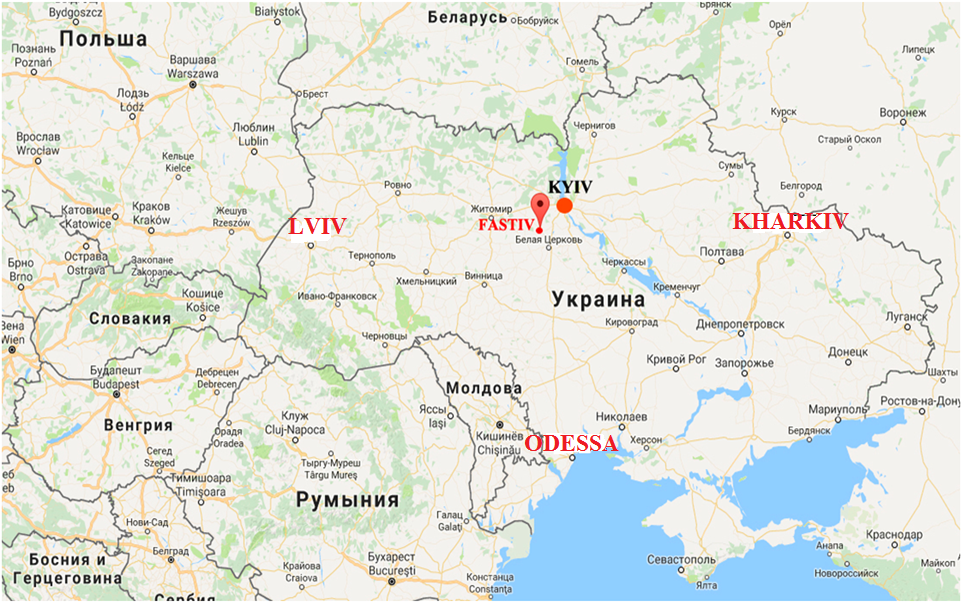 Bydgoszcz
Białystok
Беларусь
Бобруйск
Брянск
Орёл
Польша
Познань
Poznań
Варшава
Warszawa
Гомель
Липецк
Лодзь
Łódź
Брест
Курск
Воронеж
Чернигов
Старый Оскол
Вроцлав
Wrocław
Люблин
Lublin
Кельце
Kielce
Сумы
Белгород
Ровно
Житомир
KYIV
Катовице
Katowice
Краков
Kraków
Жешув
Rzeszów
LVIV
FASTIV
KHARKIV
Белая Церковь
Полтава
Острава
Ostrava
Закопане
Zakopane
Брно
Brno
Тернополь
Хмельницкий
Винница
Черкассы
Кременчуг
Украина
Кошице
Košice
Ивано-Франковск
Словакия
Вена
Wien
Черновцы
Кировоград
Днепропетровск
Луганск
Будапешт
Budapest
Дебрецен
Debrecen
Кривой Рог
Запорожье
Донецк
Шахты
Молдова
Венгрия
Орадя
Oradea
Клуж
Cluj-Napoca
Яссы
Iași
Кишинёв
Chișinău
ODESSA
Николаев
Херсон
Мариуполь
Бердянск
Ростов-на-Дону
Сегед
Szeged
Тыргу-Муреш
Târgu Mureș
Тимишоара
Timișoara
Румыния
Нови-Сад
Галац
Galați
Белград
Босния и
Герцеговина
Сербия
Крайова
Craiova
Бухарест
București
Констанца
Constanța
Севастополь
Ялта
Анапа
Новороссийск
Краснодар
Майкоп